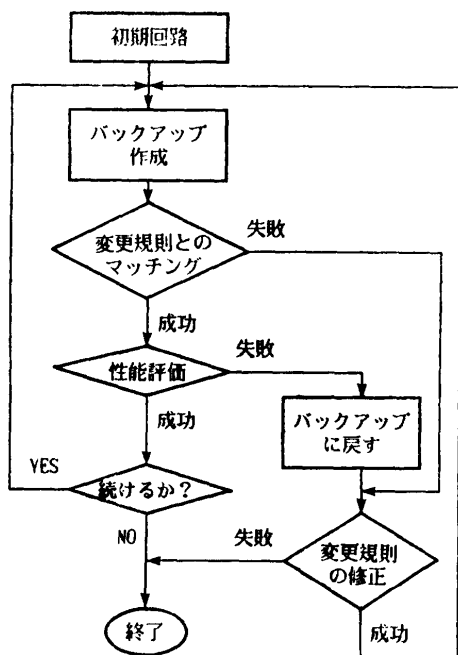 初期回路
バックアップ
作成
変更規則との
マッチング
失敗
成功
性能評価
失敗
成功
バックアップ
に戻す
YES
続けるか？
NO
失敗
変更規則
の修正
終了
成功